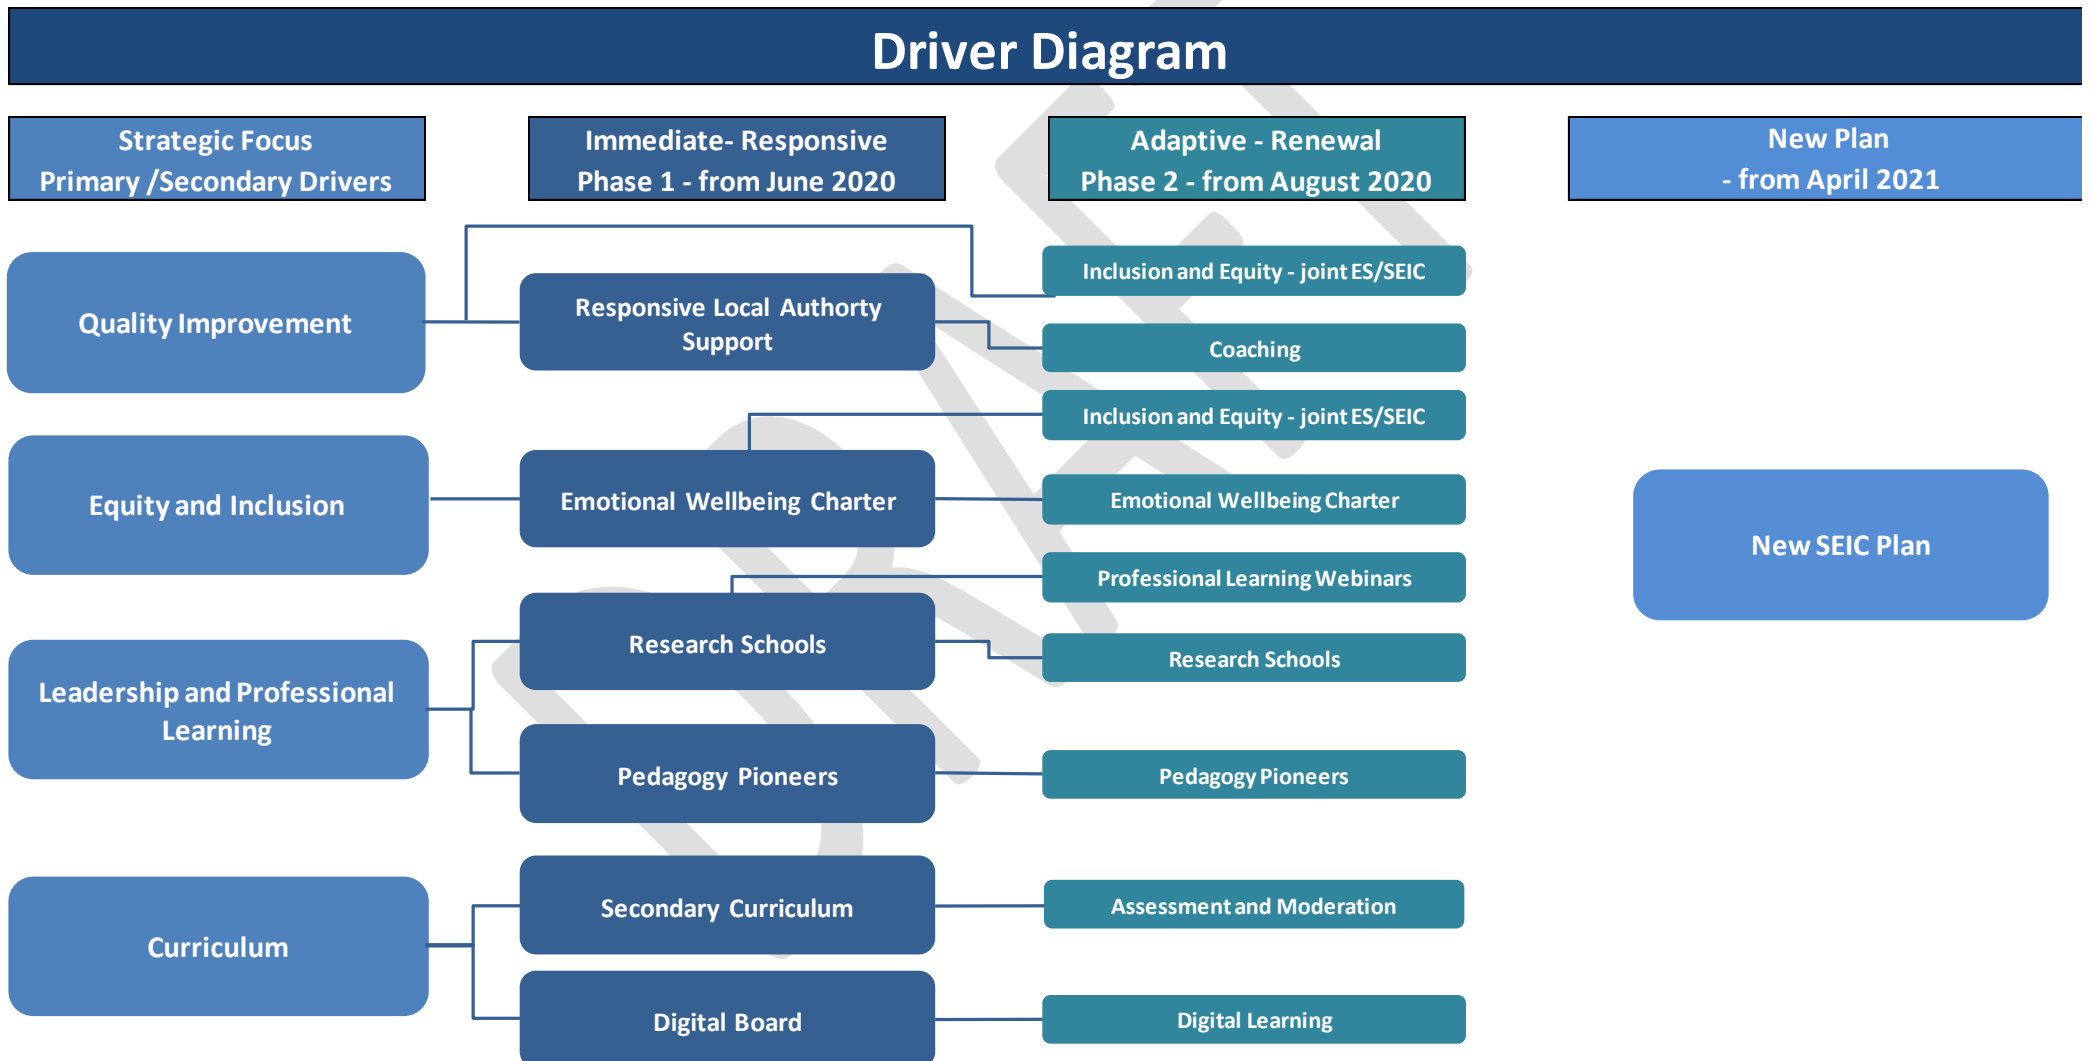 Driver Diagram
Strategic Focus
Primary /Secondary Drivers
Immediate- Responsive
Phase 1 - from June 2020
Adaptive - Renewal
Phase 2 - from August 2020
New Plan
- from April 2021
Quality Improvement
Responsive Local Authorty
Support
Inclusion and Equity - joint ES/SEIC
Coaching
Inclusion and Equity - joint ES/SEIC
Equity and Inclusion
Emotional Wellbeing Charter
Emotional Wellbeing Charter
Professional Learning Webinars
Leadership and Professional
Learning
Research Schools
Research Schools
Pedagogy Pioneers
Pedagogy Pioneers
Curriculum
Secondary Curriculum
Assessment and Moderation
Digital Board
Digital Learning
New SEIC Plan
DRAFT